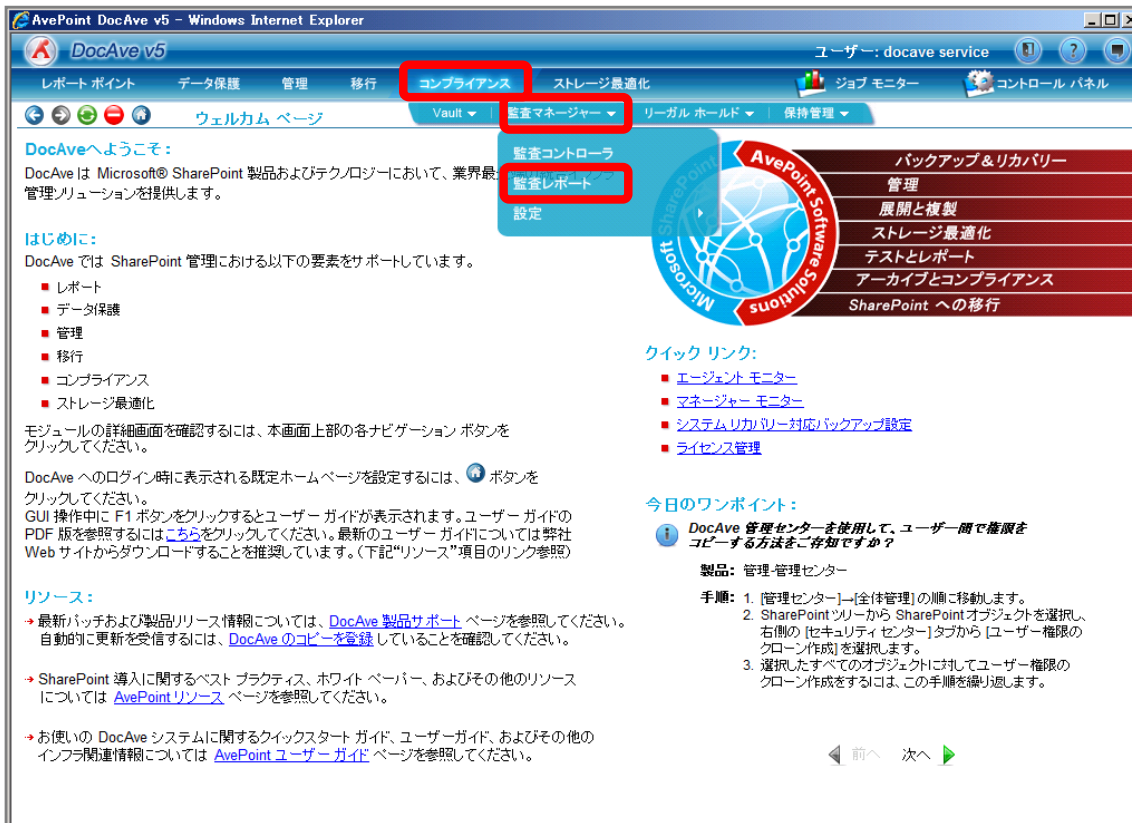 AvePoint DocAve v5 - Windows Internet Explorer
DocAve v5
ユーザー: docave service
レポート ポイント
データ保護
管理
移行
コンプライアンス
ストレージ最適化
ジョブ モニター
コントロール パネル
ウェルカム ページ
Vault
監査マネージャー
リーガル ホールド
保持管理
監査コントローラ
監査レポート
設定
DocAveへようこそ:
DocAve は Microsoft® SharePoint 製品およびテクノロジーにおいて、業界最
管理ソリューションを提供します。
はじめに:
DocAve では SharePoint 管理における以下の要素をサポートしています。
レポート
データ保護
管理
移行
コンプライアンス
ストレージ最適化
モジュールの詳細画面を確認するには、本画面上部の各ナビゲーション ボタンを
クリックしてください。
DocAve へのログイン時に表示される既定ホームページを設定するには、 ボタンを
クリックしてください。
GUI 操作中に F1 ボタンをクリックするとユーザー ガイドが表示されます。ユーザー ガイドの
PDF 版を参照するにはこちらをクリックしてください。最新のユーザー ガイドについては弊社
Web サイトからダウンロードすることを推奨しています。(下記“リソース”項目のリンク参照)
リソース:
最新パッチおよび製品リリース情報については、DocAve 製品サポート ページを参照してください。
自動的に更新を受信するには、DocAve のコピーを登録 していることを確認してください。
SharePoint 導入に関するベスト プラクティス、ホワイト ペーパー、およびその他のリソース
については AvePoint リソース ページを参照してください。
お使いの DocAve システムに関するクイックスタート ガイド、ユーザーガイド、およびその他の
インフラ関連情報については AvePoint ユーザー ガイド ページを参照してください。
AvePoint Software Solutions
Microsoft SharePoint
バックアップ&リカバリー
管理
展開と複製
ストレージ最適化
テストとレポート
アーカイブとコンプライアンス
SharePoint への移行
クイック リンク:
エージェント モニター
マネージャー モニター
システム リカバリー対応バックアップ設定
ライセンス管理
今日のワンポイント:
DocAve 管理センターを使用して、ユーザー間で権限を
コピーする方法をご存知ですか?
製品: 管理-管理センター
手順: 1. [管理センター]→[全体管理]の順に移動します。
2. SharePoint ツリーから SharePoint オブジェクトを選択し、
右側の [セキュリティ センター] タブから [ユーザー権限の
クローン作成] を選択します。
3. 選択したすべてのオブジェクトに対してユーザー権限の
クローン作成をするには、この手順を繰り返します。
前へ 次へ